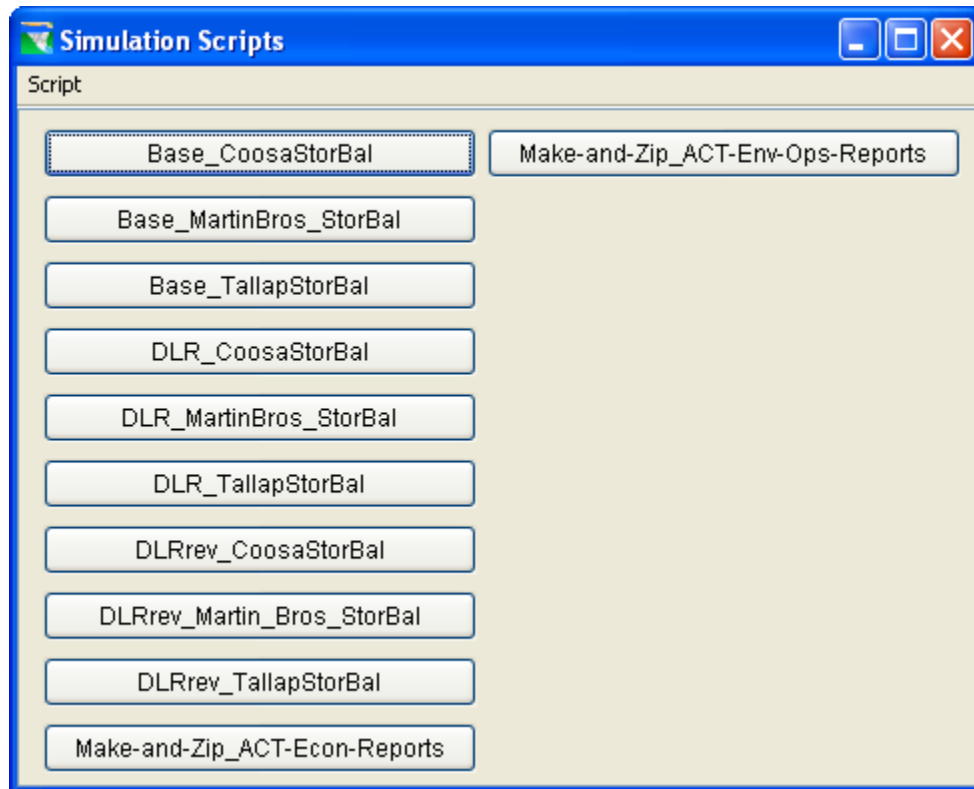 Simulation Scripts
Script
Base_CoosaStorBal
Make-and-Zip_ACT-Env-Ops-Reports
Base_MartinBros_StorBal
Base_TallapStorBal
DLR_CoosaStorBal
DLR_MartinBros_StorBal
DLR_TallapStorBal
DLRrev_CoosaStorBal
DLRrev_Martin_Bros_StorBal
DLRrev_TallapStorBal
Make-and-Zip_ACT-Econ-Reports